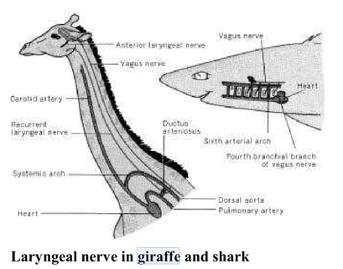 Anterior laryngeal nerve
Vagus nerve
Carotid artery
Recurrent
laryngeal nerve
Ductus
arteriosus
Systemic arch
Heart
Dorsal aorta
Pulmonary artery
Vagus nerve
Heart
Sixth arterial arch
Fourth branchial branch
of vagus nerve
Laryngeal nerve in giraffe and shark